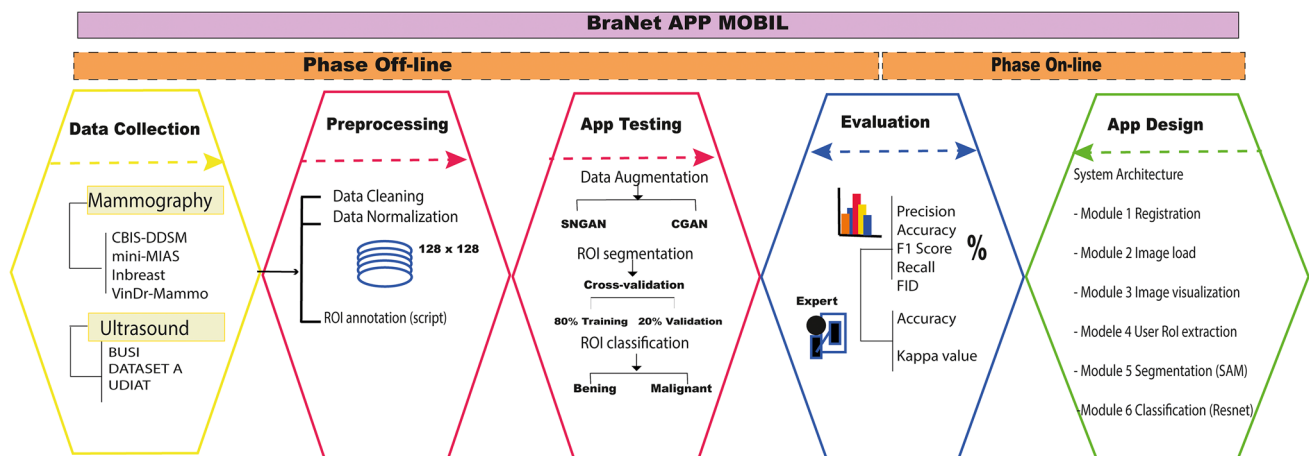 BraNet APP MOBIL
Phase Off-line
Phase On-line
Data Collection
Mammography
CBIS-DDSM
mini-MIAS
Inbreast
VinDr-Mammo
Ultrasound
BUSI
DATASET A
UDIAT
Preprocessing
Data Cleaning
Data Normalization
128 x 128
ROI annotation (script)
App Testing
Data Augmentation
SNGAN CGAN
ROI segmentation
Cross-validation
80% Training 20% Validation
ROI classification
Bening Malignant
Evaluation
Precision
Accuracy
F1 Score
Recall
FID
%
Expert
Accuracy
Kappa value
App Design
System Architecture
- Module 1 Registration
- Module 2 Image load
- Module 3 Image visualization
- Modele 4 User RoI extraction
- Module 5 Segmentation (SAM)
-Module 6 Classification (Resnet)